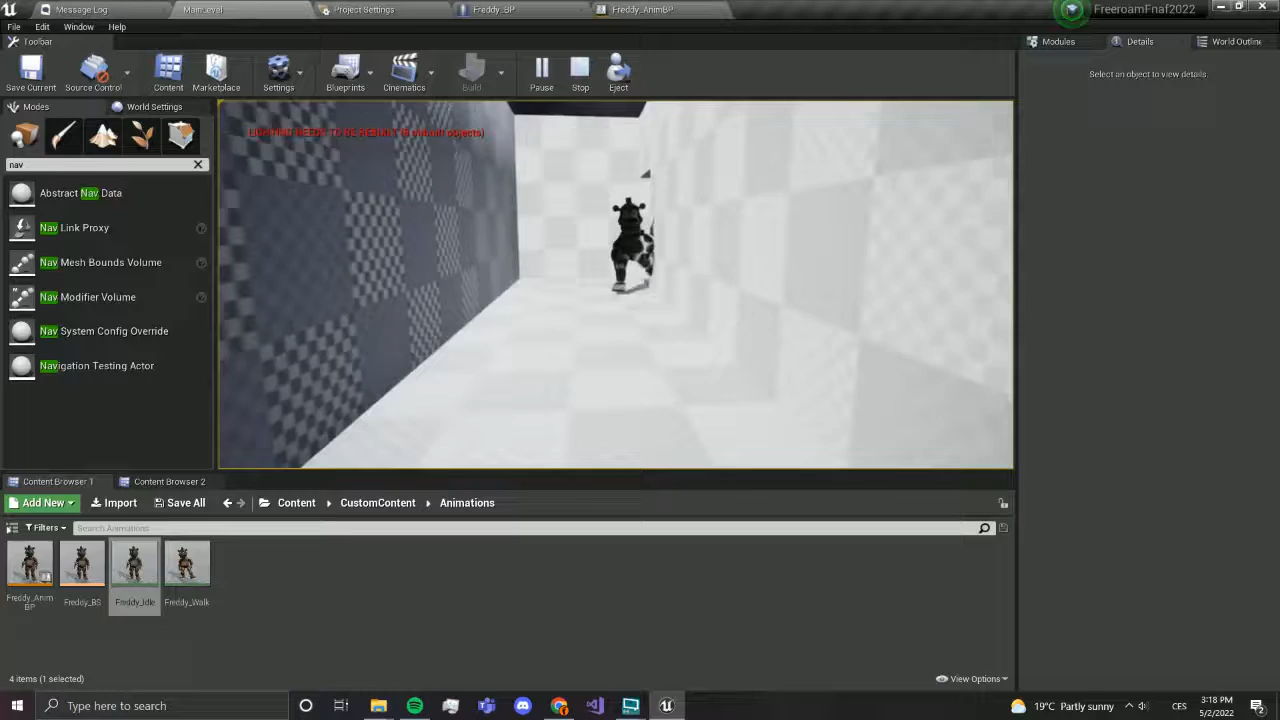 Message Log
MainLevel
Project Settings
Freddy_BP
Freddy_AnimBP
FreeroamFnaf2022
File
Edit
Window
Help
Toolbar
Modules
Details
World Outline
Save Current
Source Control
Content
Marketplace
Settings
Blueprints
Cinematics
Build
Pause
Stop
Eject
Select an object to view details.
Modes
World Settings
nav
LIGHTING NEEDS TO BE REBUILT (8 unbuilt objects)
Abstract Nav Data
Nav Link Proxy
Nav Mesh Bounds Volume
Nav Modifier Volume
Nav System Config Override
Navigation Testing Actor
Content Browser 1
Content Browser 2
Add New
Import
Save All
Content
CustomContent
Animations
Filters
Search Animations
Freddy_Anim
BP
Freddy_BS
Freddy_Idle
Freddy_Walk
4 items (1 selected)
View Options
Type here to search
19°C Partly sunny
CES
3:18 PM
5/2/2022
2